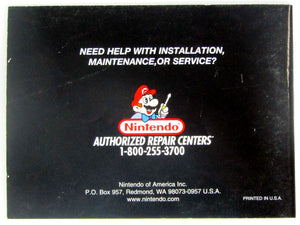 NEED HELP WITH INSTALLATION,
MAINTENANCE,OR SERVICE?
Nintendo
AUTHORIZED REPAIR CENTERS™
1-800-255-3700
Nintendo of America Inc.
P.O. Box 957, Redmond, WA 98073-0957 U.S.A.
www.nintendo.com
PRINTED IN U.S.A.